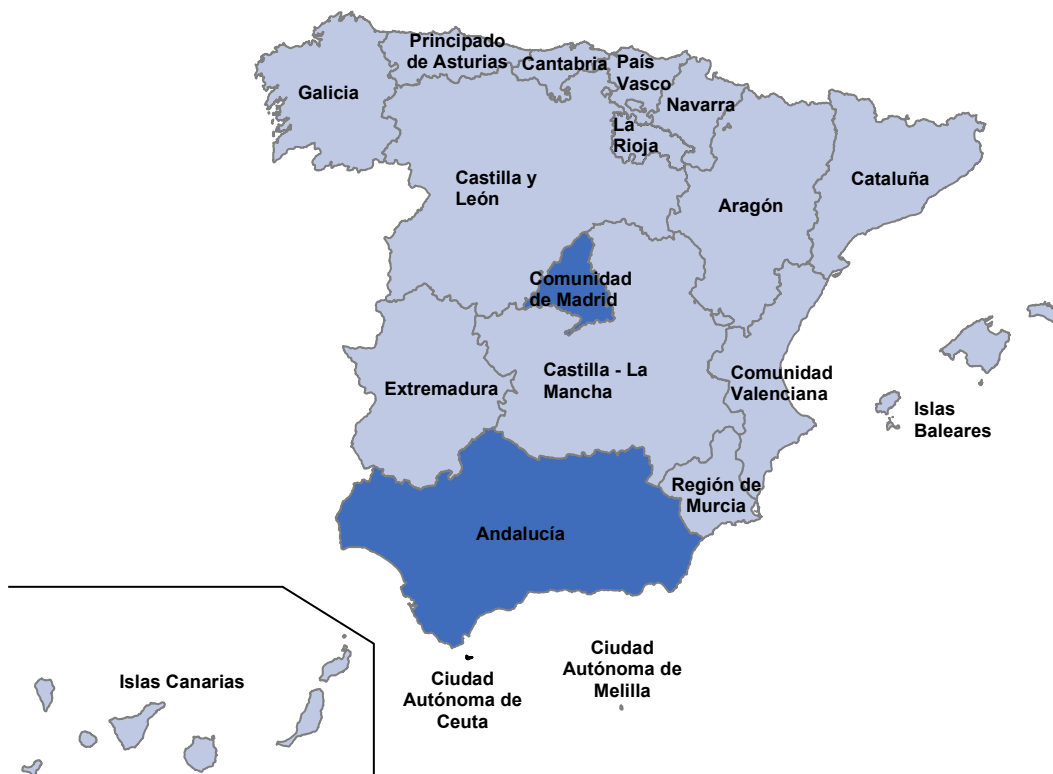 Principado
de Asturias
Cantabria
País
Vasco
Navarra
Galicia
La
Rioja
Castilla y
León
Aragón
Cataluña
Comunidad
de Madrid
Castilla - La
Mancha
Comunidad
Valenciana
Extremadura
Islas
Baleares
Región de
Murcia
Andalucía
Islas Canarias
Ciudad
Autónoma de
Ceuta
Ciudad
Autónoma de
Melilla